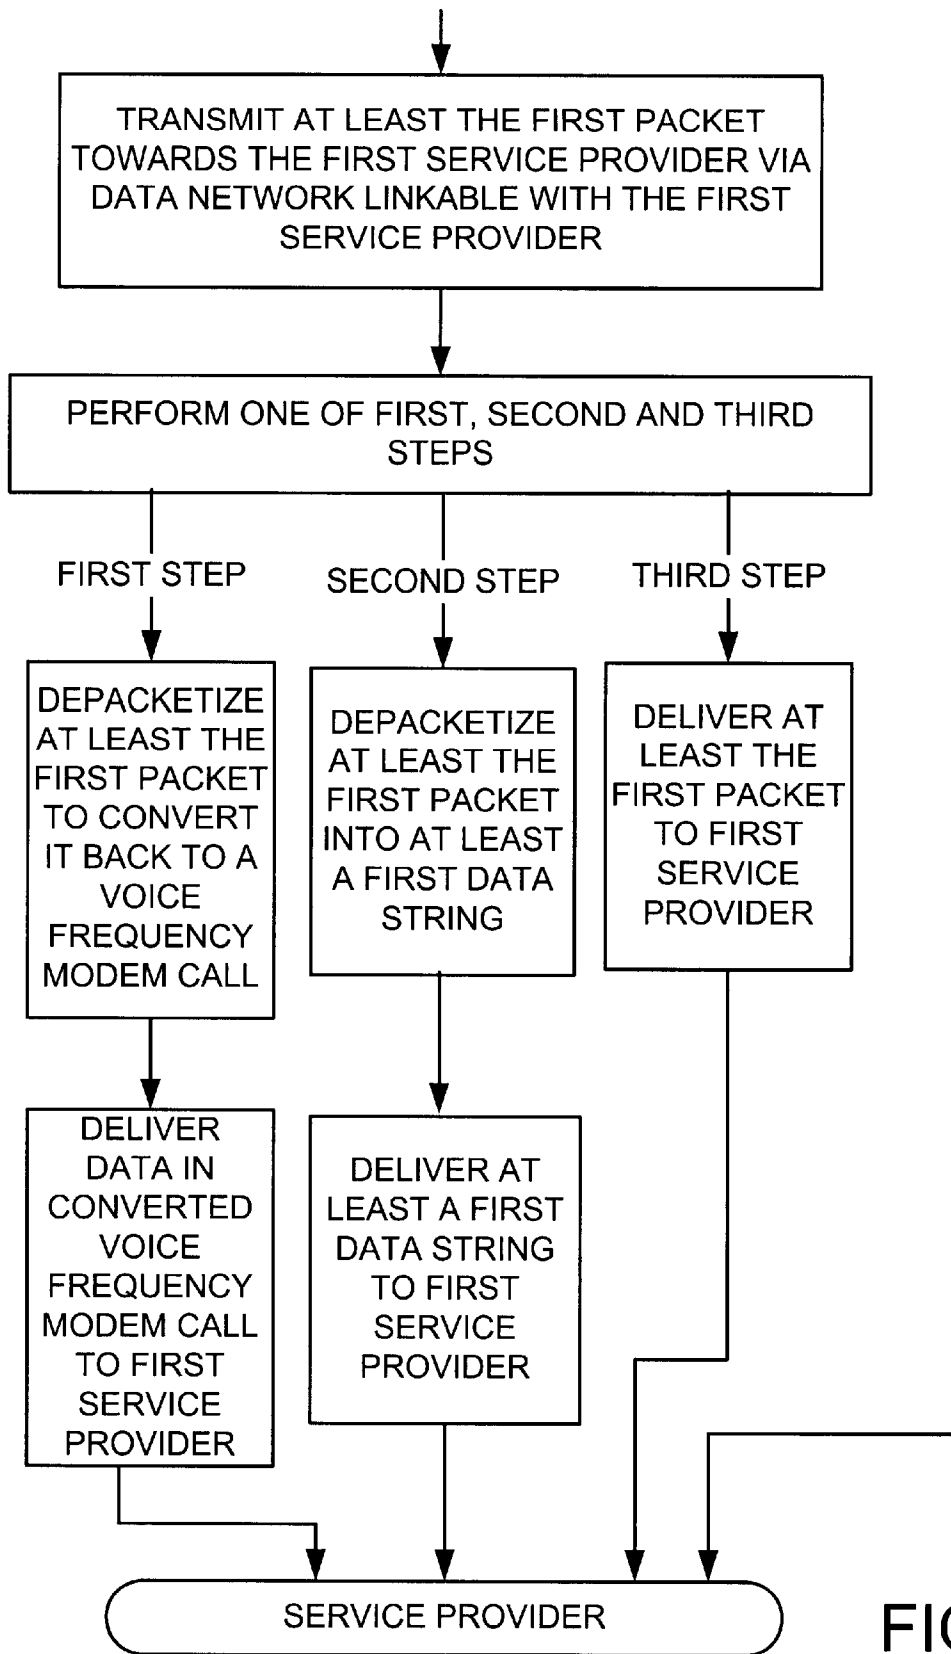 TRANSMIT AT LEAST THE FIRST PACKET
TOWARDS THE FIRST SERVICE PROVIDER VIA
DATA NETWORK LINKABLE WITH THE FIRST
SERVICE PROVIDER
PERFORM ONE OF FIRST, SECOND AND THIRD
STEPS
FIRST STEP
SECOND STEP
THIRD STEP
DEPACKETIZE
AT LEAST THE
FIRST PACKET
TO CONVERT
IT BACK TO A
VOICE
FREQUENCY
MODEM CALL
DEPACKETIZE
AT LEAST THE
FIRST PACKET
INTO AT LEAST
A FIRST DATA
STRING
DELIVER AT
LEAST THE
FIRST PACKET
TO FIRST
SERVICE
PROVIDER
DELIVER
DATA IN
CONVERTED
VOICE
FREQUENCY
MODEM CALL
TO FIRST
SERVICE
PROVIDER
DELIVER AT
LEAST A FIRST
DATA STRING
TO FIRST
SERVICE
PROVIDER
SERVICE PROVIDER